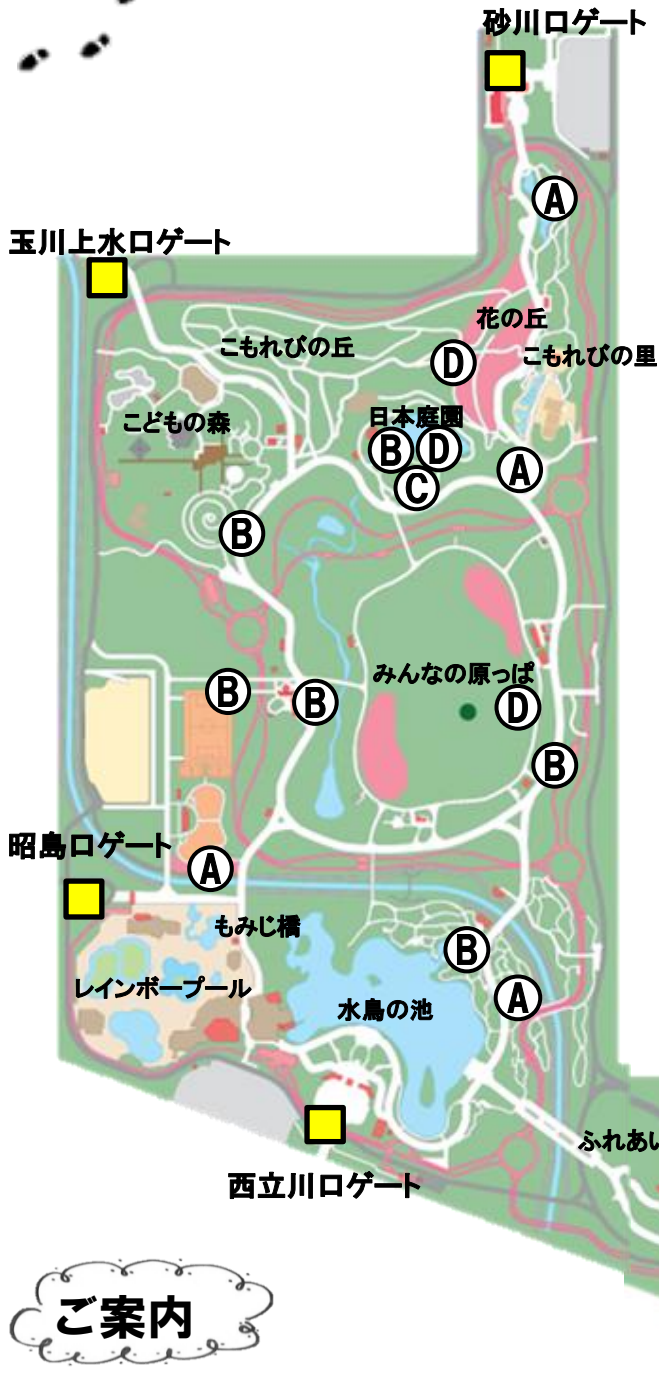 砂川口ゲート
A
玉川上水口ゲート
花の丘
こもれびの丘
D
こもれびの里
日本庭園
こどもの森
B
D
A
C
B
みんなの原っぱ
B
B
D
B
昭島口ゲート
A
もみじ橋
B
レインボープール
A
水鳥の池
ふれあい
西立川口ゲート
ご案内